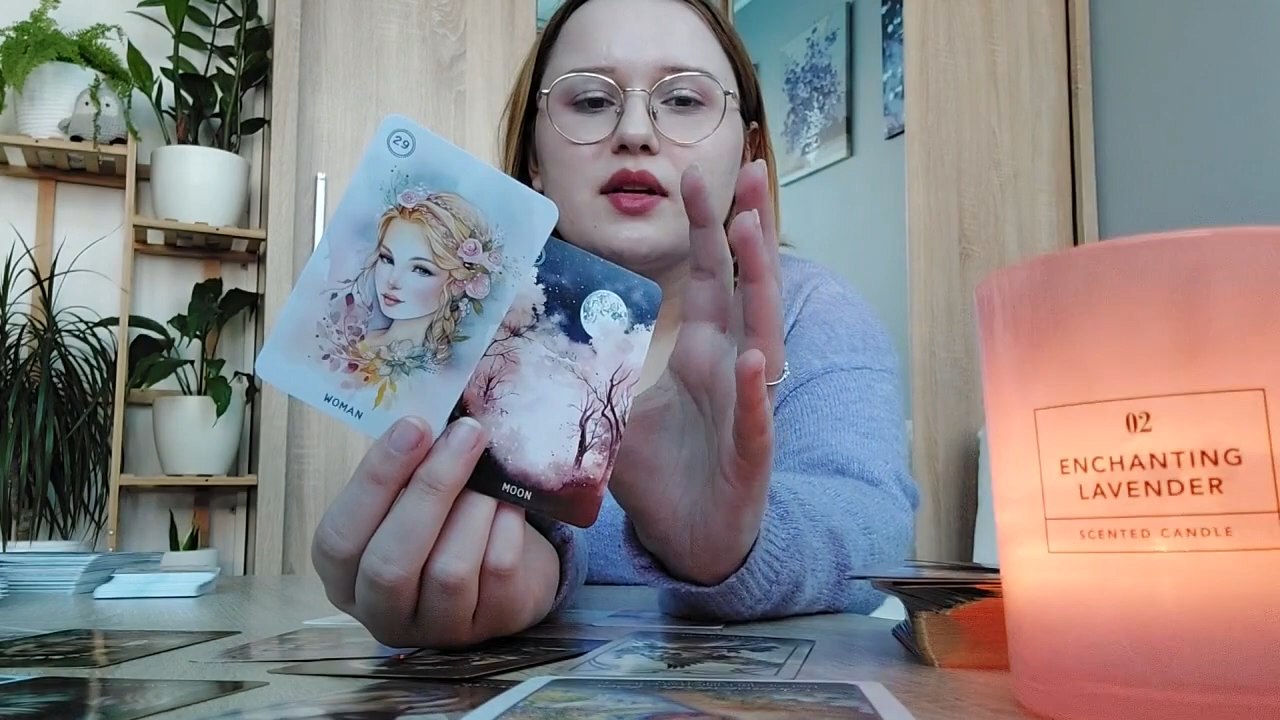 29
WOMAN
MOON
02
ENCHANTING
LAVENDER
SCENTED CANDLE